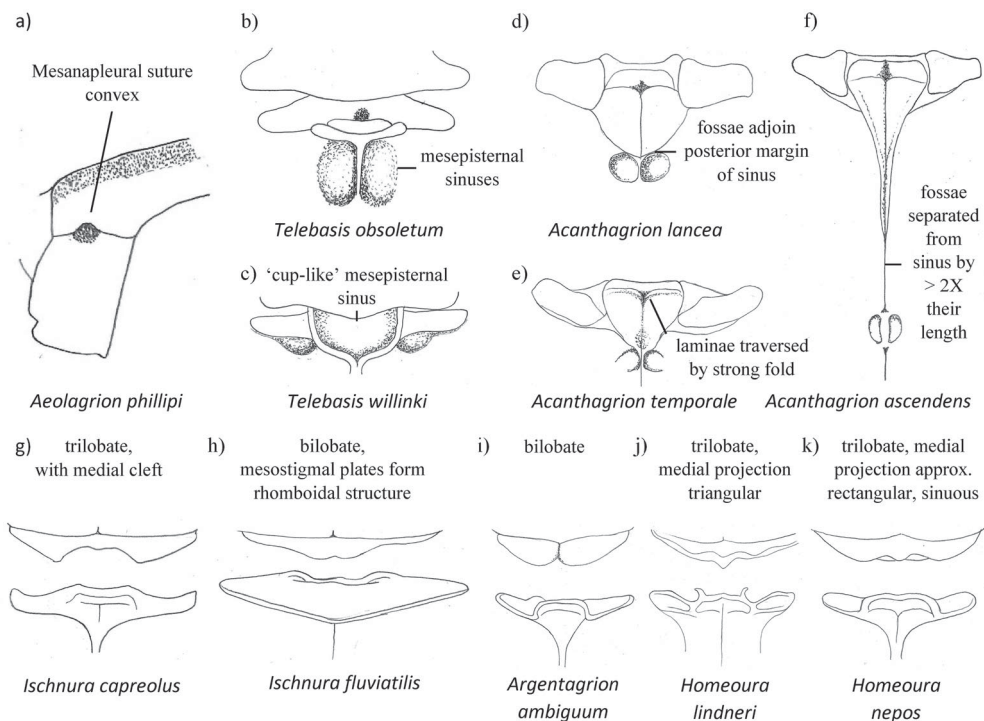 a)
Mesanapleural suture
convex
Aeolagrion phillipi
b)
mesepisternal
sinuses
Telebasis obsoletum
c) ‘cup-like’ mesepisternal
sinus
Telebasis willinki
d)
fossae adjoin
posterior margin
of sinus
Acanthagrion lancea
e)
laminae traversed
by strong fold
Acanthagrion temporale
f)
fossae
separated
from
sinus by
> 2X
their
length
Acanthagrion ascendens
g) trilobate,
with medial cleft
Ischnura capreolus
h) bilobate,
mesostigmal plates form
rhomboidal structure
Ischnura fluviatilis
i) bilobate
Argentagrion
ambiguum
j) trilobate,
medial projection
triangular
Homeoura
lindneri
k) trilobate, medial
projection approx.
rectangular, sinuous
Homeoura
nepos